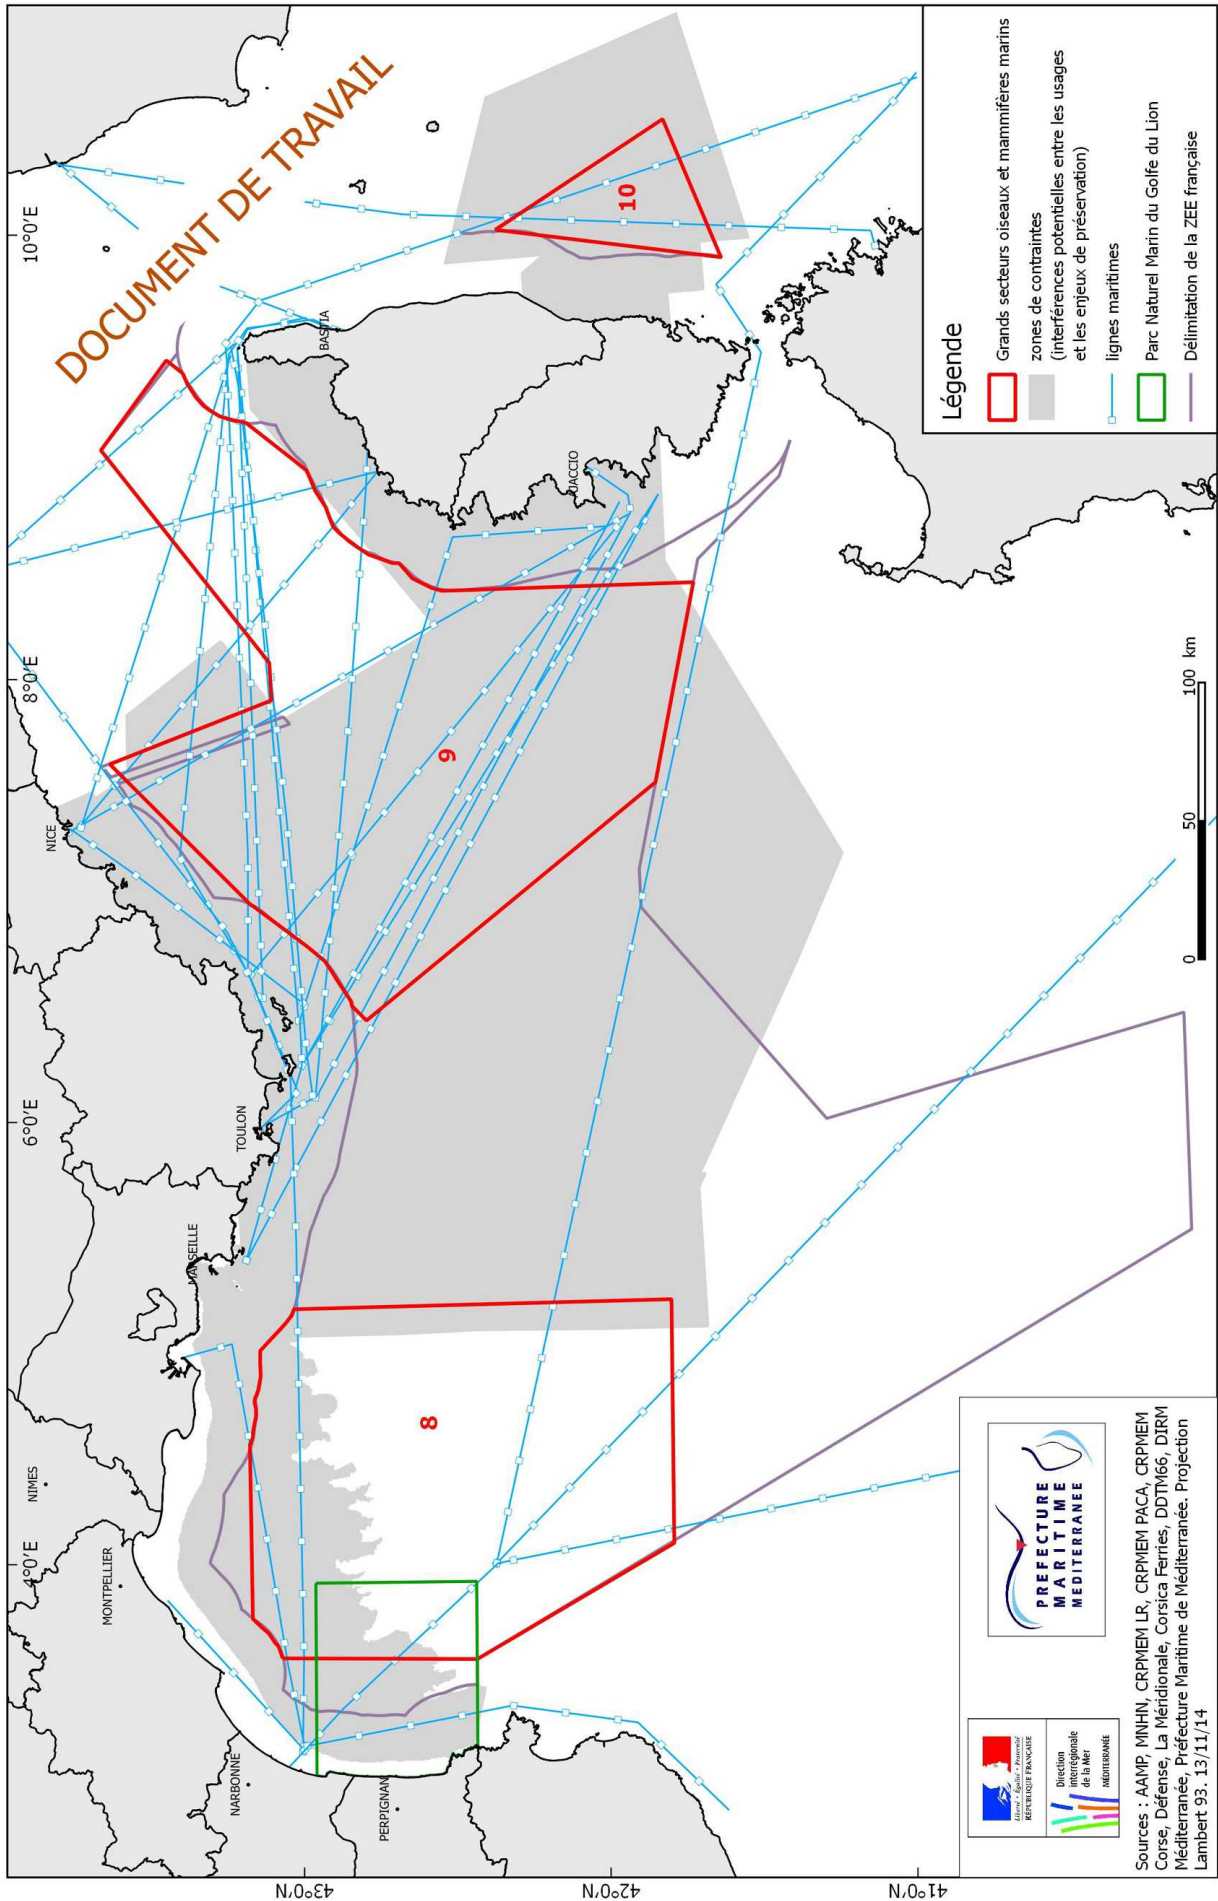 DOCUMENT DE TRAVAIL
4°0'E
6°0'E
8°0'E
10°0'E
43°0'N
42°0'N
41°0'N
NIMES
MONTPELLIER
NARBONNE
PERPIGNAN
MARSEILLE
TOULON
NICE
BASTIA
AJACCIO
8
9
10
Légende
Grands secteurs oiseaux et mammifères marins
zones de contraintes
(interférences potentielles entre les usages
et les enjeux de préservation)
lignes maritimes
Parc Naturel Marin du Golfe du Lion
Délimitation de la ZEE française
0 50 100 km
Liberté • Égalité • Fraternité
RÉPUBLIQUE FRANÇAISE
Direction
interrégionale
de la Mer
MÉDITERRANÉE
PREFECTURE
MARITIME
MEDITERRANEE
Sources : AAMP, MNHN, CRPMEM LR, CRPMEM PACA, CRPMEM
Corse, Défense, La Méridionale, Corsica Ferries, DDTM66, DIRM
Méditerranée, Préfecture Maritime de Méditerranée. Projection
Lambert 93. 13/11/14